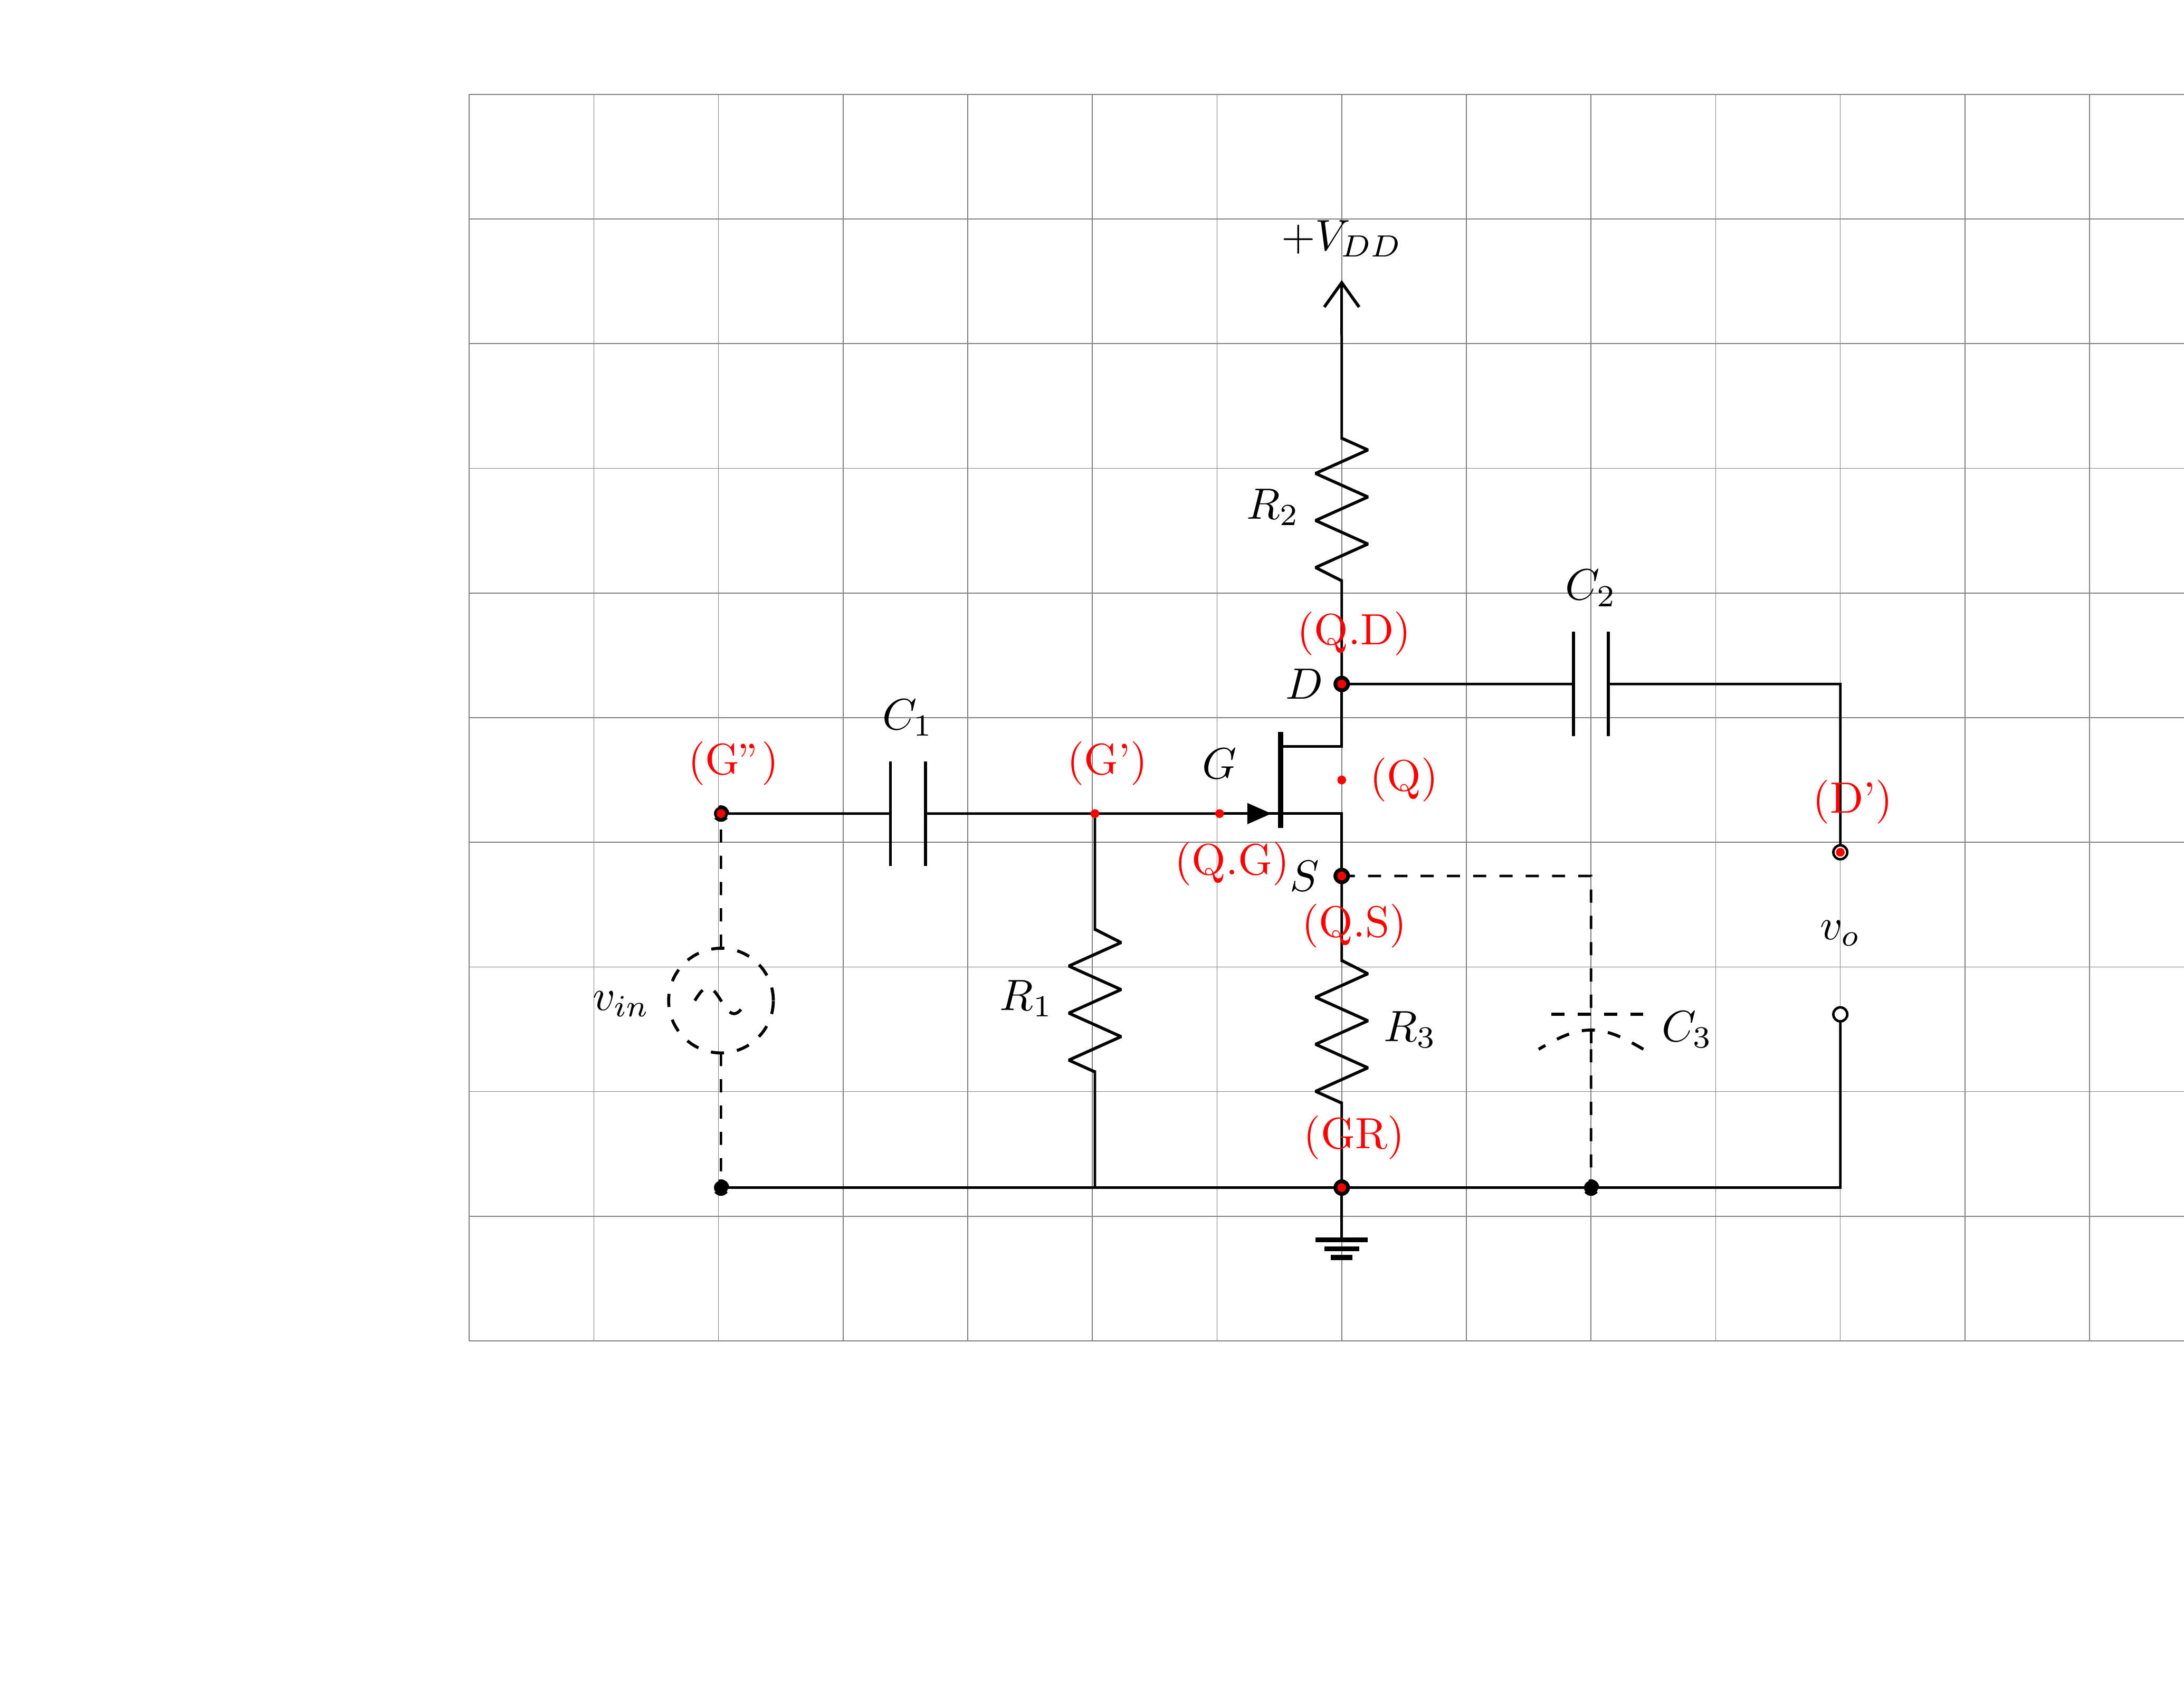 +V_{DD}
R_2
C_2
(Q.D)
D
C_1
(G'') (G') G (Q)
(D')
(Q.G) S
(Q.S) v_o
v_{in} R_1 R_3 C_3
(GR)